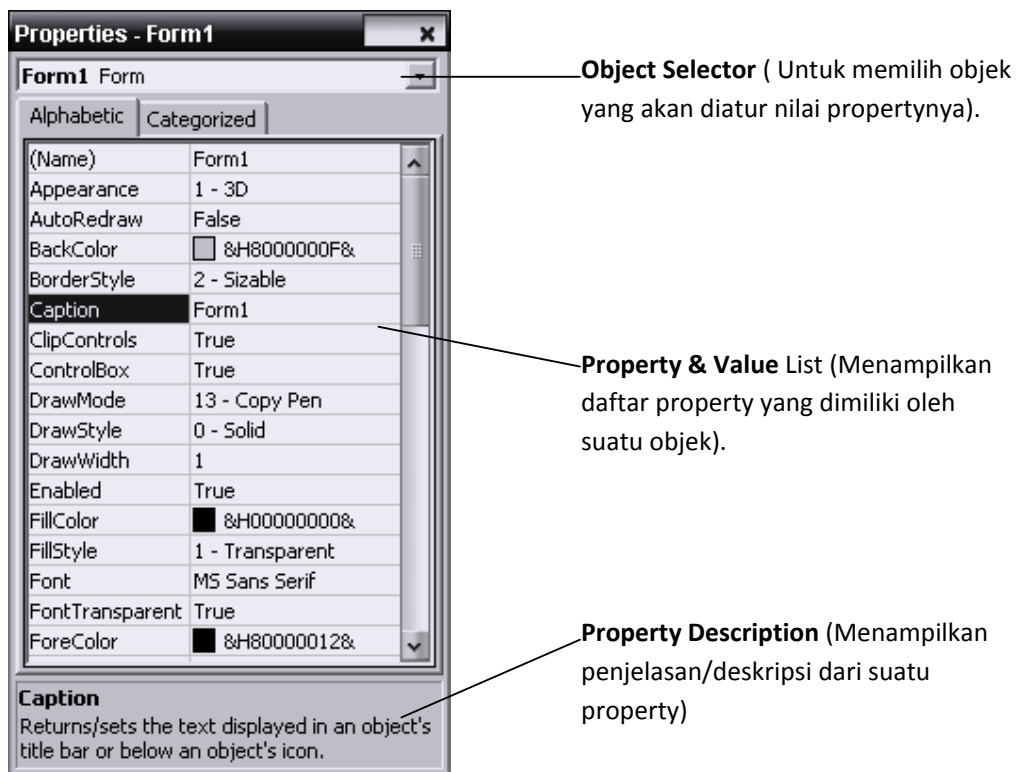 Properties - Form1
Form1 Form
Object Selector ( Untuk memilih objek
yang akan diatur nilai propertynya).
Alphabetic Categorized
(Name) Form1
Appearance 1 - 3D
AutoRedraw False
BackColor &H8000000F&
BorderStyle 2 - Sizable
Caption Form1
ClipControls True
ControlBox True
DrawMode 13 - Copy Pen
DrawStyle 0 - Solid
DrawWidth 1
Enabled True
FillColor &H00000000&
FillStyle 1 - Transparent
Font MS Sans Serif
FontTransparent True
ForeColor &H80000012&
Property & Value List (Menampilkan
daftar property yang dimiliki oleh
suatu objek).
Property Description (Menampilkan
penjelasan/deskripsi dari suatu
property)
Caption
Returns/sets the text displayed in an object's
title bar or below an object's icon.